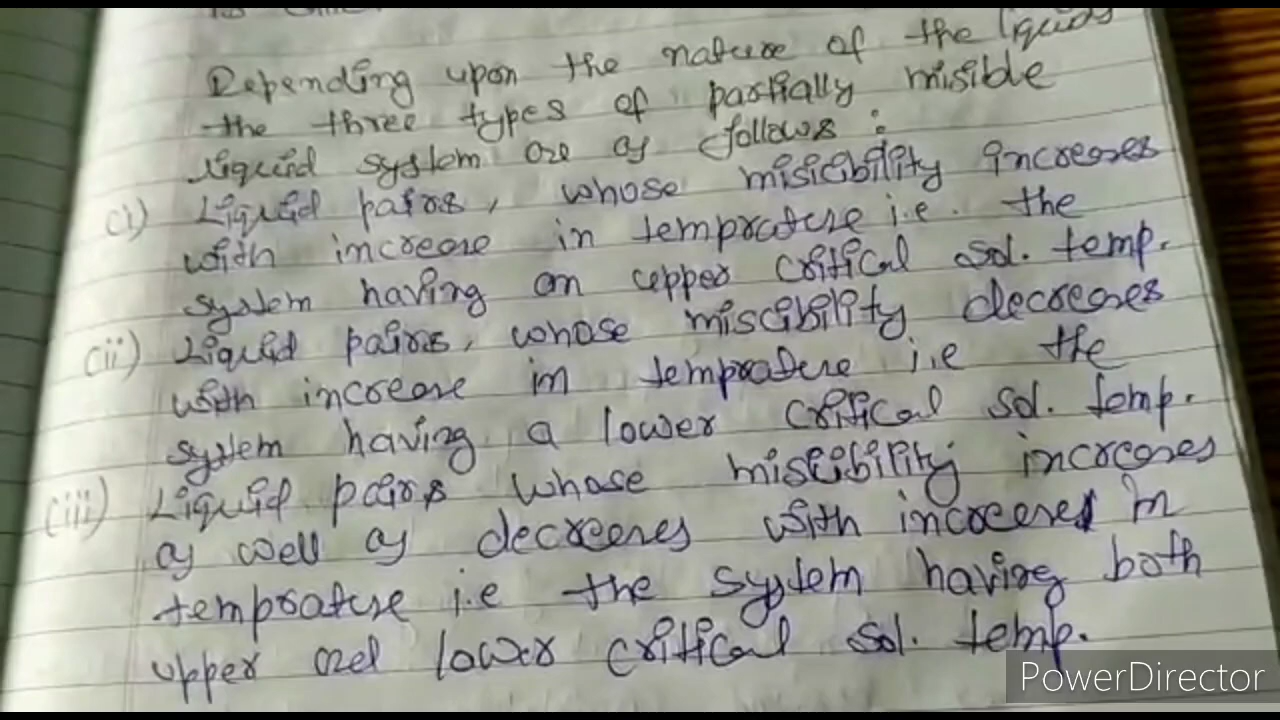 Depending upon the nature of the liquids
the three types of partially misible
liquid system are as follows :
(i) Liquid pairs, whose misicibility increases
with increase in temprature i.e. the
system having an upper critical sol. temp.
(ii) Liquid pairs, whose miscibility decreases
with increase in temprature i.e the
system having a lower critical sol. temp.
(iii) Liquid pairs whose miscibility increases
as well as decreases with increases in
temprature i.e the system having both
upper and lower critical sol. temp.
PowerDirector